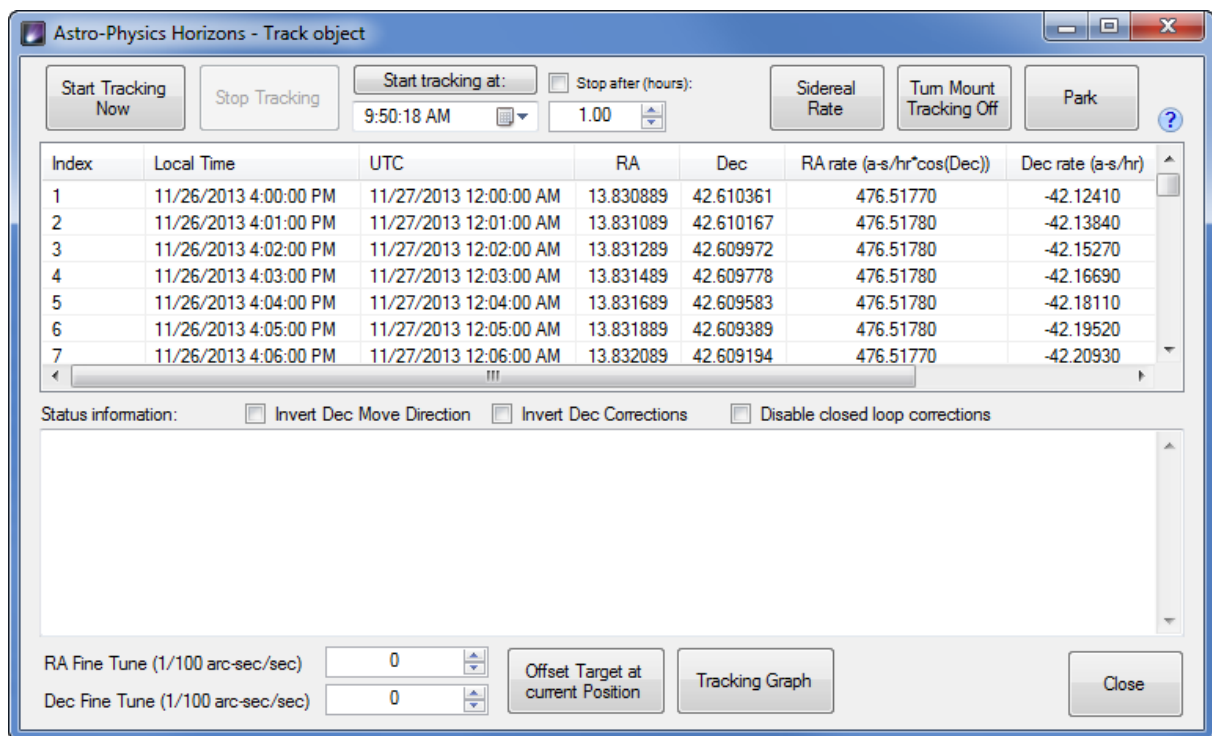 Astro-Physics Horizons - Track object
Start Tracking Now
Stop Tracking
Start tracking at:
9:50:18 AM
Stop after (hours):
1.00
Sidereal Rate
Turn Mount Tracking Off
Park
?
Index Local Time UTC RA Dec RA rate (a-s/hr*cos(Dec)) Dec rate (a-s/hr)
1 11/26/2013 4:00:00 PM 11/27/2013 12:00:00 AM 13.830889 42.610361 476.51770 -42.12410
2 11/26/2013 4:01:00 PM 11/27/2013 12:01:00 AM 13.831089 42.610167 476.51780 -42.13840
3 11/26/2013 4:02:00 PM 11/27/2013 12:02:00 AM 13.831289 42.609972 476.51780 -42.15270
4 11/26/2013 4:03:00 PM 11/27/2013 12:03:00 AM 13.831489 42.609778 476.51780 -42.16690
5 11/26/2013 4:04:00 PM 11/27/2013 12:04:00 AM 13.831689 42.609583 476.51780 -42.18110
6 11/26/2013 4:05:00 PM 11/27/2013 12:05:00 AM 13.831889 42.609389 476.51780 -42.19520
7 11/26/2013 4:06:00 PM 11/27/2013 12:06:00 AM 13.832089 42.609194 476.51770 -42.20930
Status information: Invert Dec Move Direction Invert Dec Corrections Disable closed loop corrections
RA Fine Tune (1/100 arc-sec/sec) 0
Dec Fine Tune (1/100 arc-sec/sec) 0
Offset Target at
current Position
Tracking Graph
Close